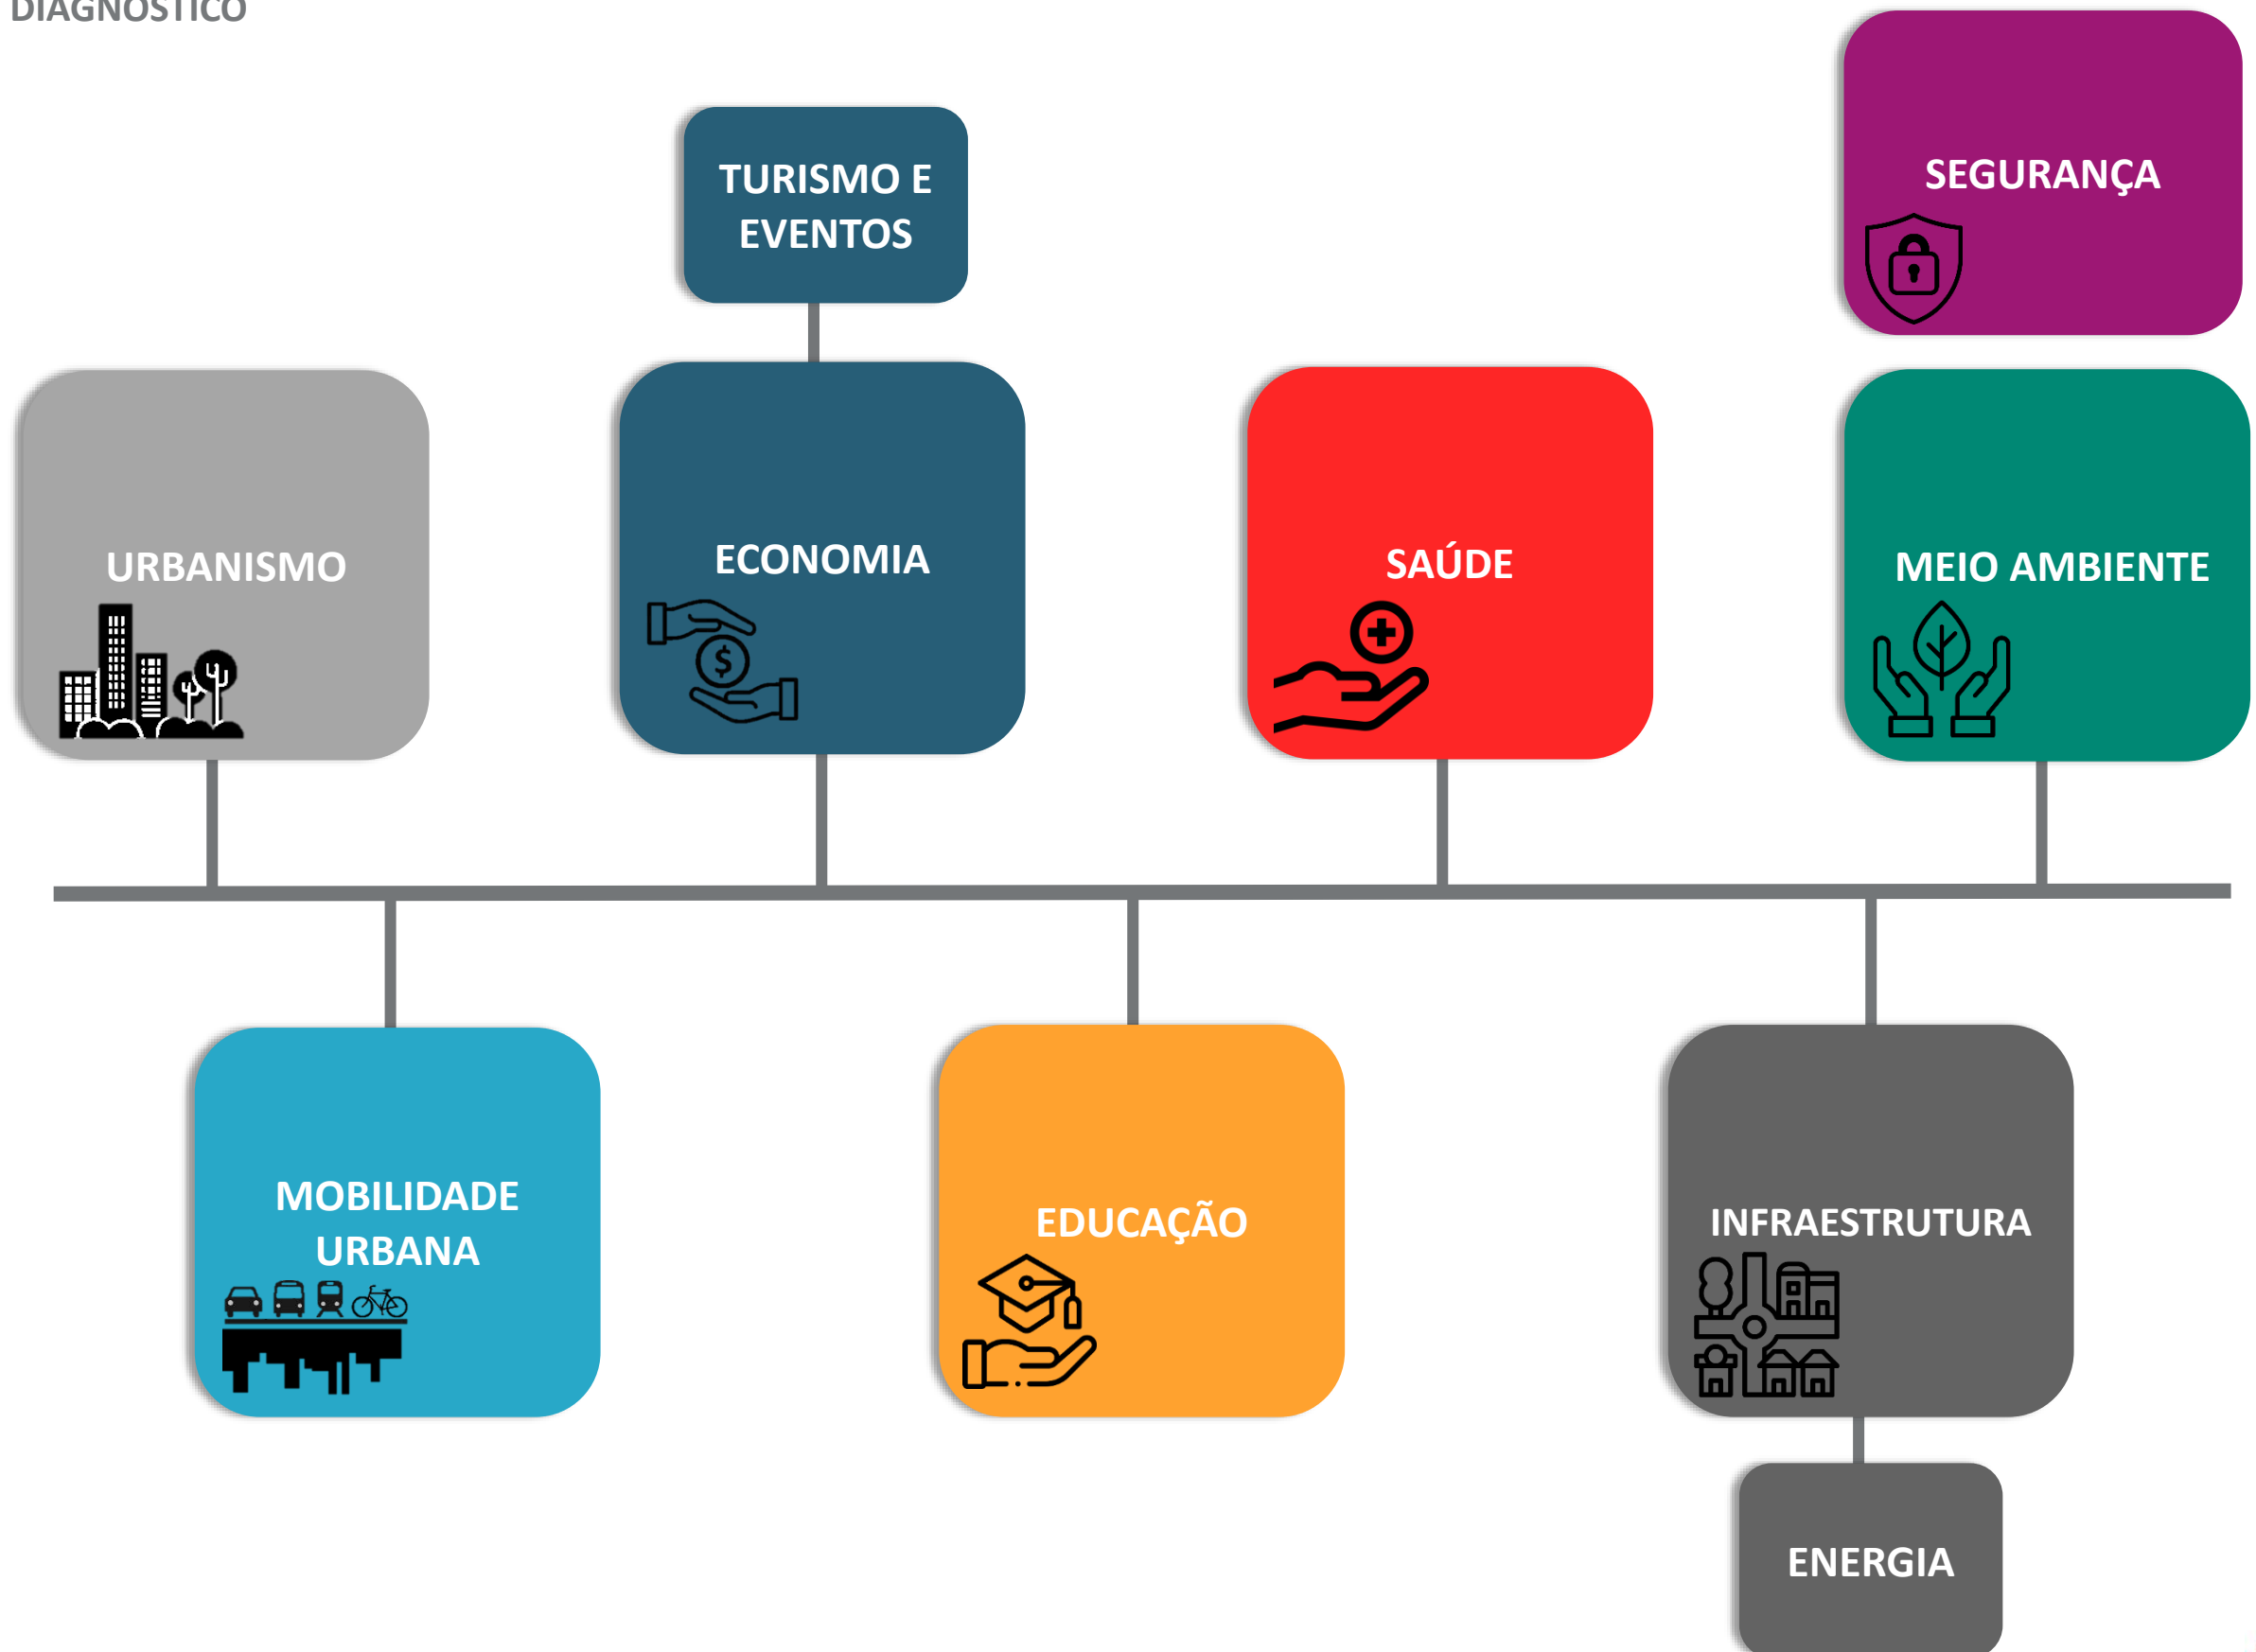 DIAGNÓSTICO
TURISMO E
EVENTOS
SEGURANÇA
URBANISMO
ECONOMIA
$
SAÚDE
MEIO AMBIENTE
MOBILIDADE
URBANA
EDUCAÇÃO
INFRAESTRUTURA
ENERGIA